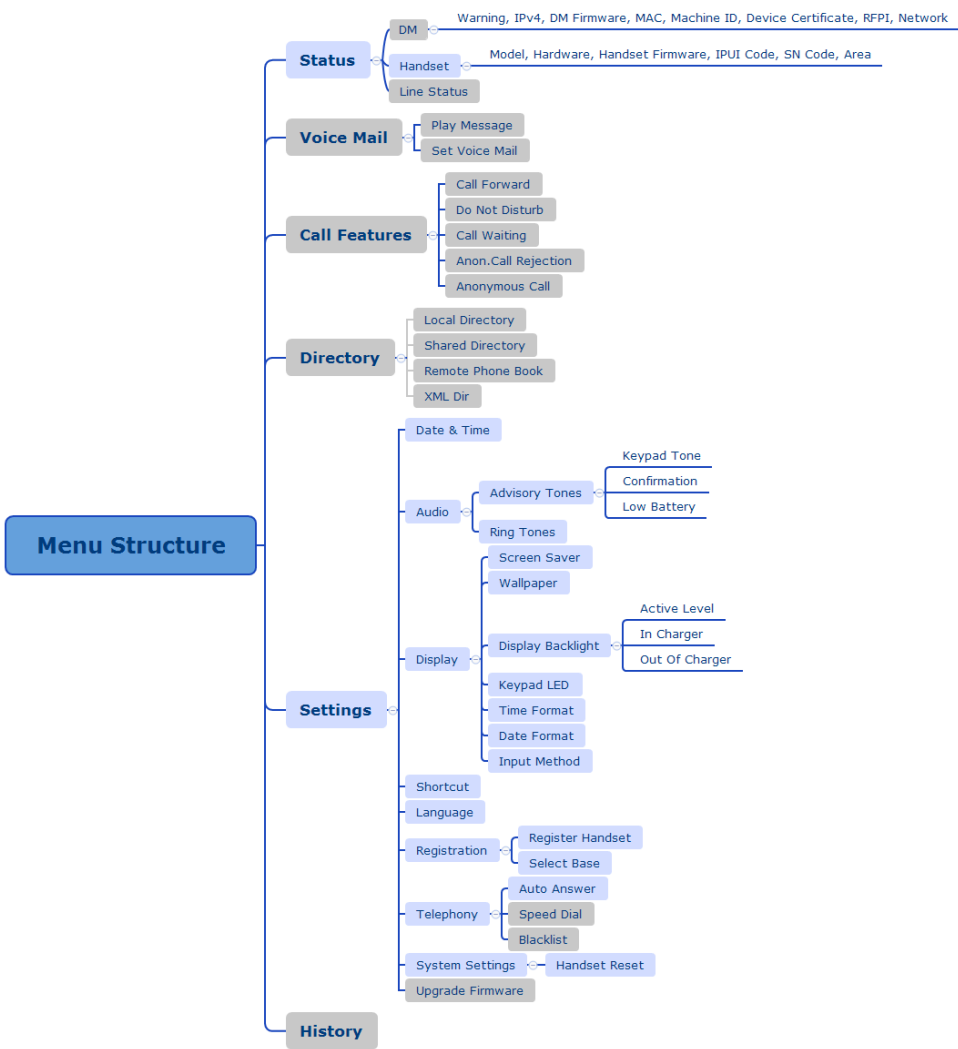 Menu Structure
Status
DM
Warning, IPv4, DM Firmware, MAC, Machine ID, Device Certificate, RFPI, Network
Handset
Model, Hardware, Handset Firmware, IPUI Code, SN Code, Area
Line Status
Voice Mail
Play Message
Set Voice Mail
Call Features
Call Forward
Do Not Disturb
Call Waiting
Anon.Call Rejection
Anonymous Call
Directory
Local Directory
Shared Directory
Remote Phone Book
XML Dir
Settings
Date & Time
Audio
Advisory Tones
Keypad Tone
Confirmation
Low Battery
Ring Tones
Display
Screen Saver
Wallpaper
Display Backlight
Active Level
In Charger
Out Of Charger
Keypad LED
Time Format
Date Format
Input Method
Shortcut
Language
Registration
Register Handset
Select Base
Telephony
Auto Answer
Speed Dial
Blacklist
System Settings
Handset Reset
Upgrade Firmware
History